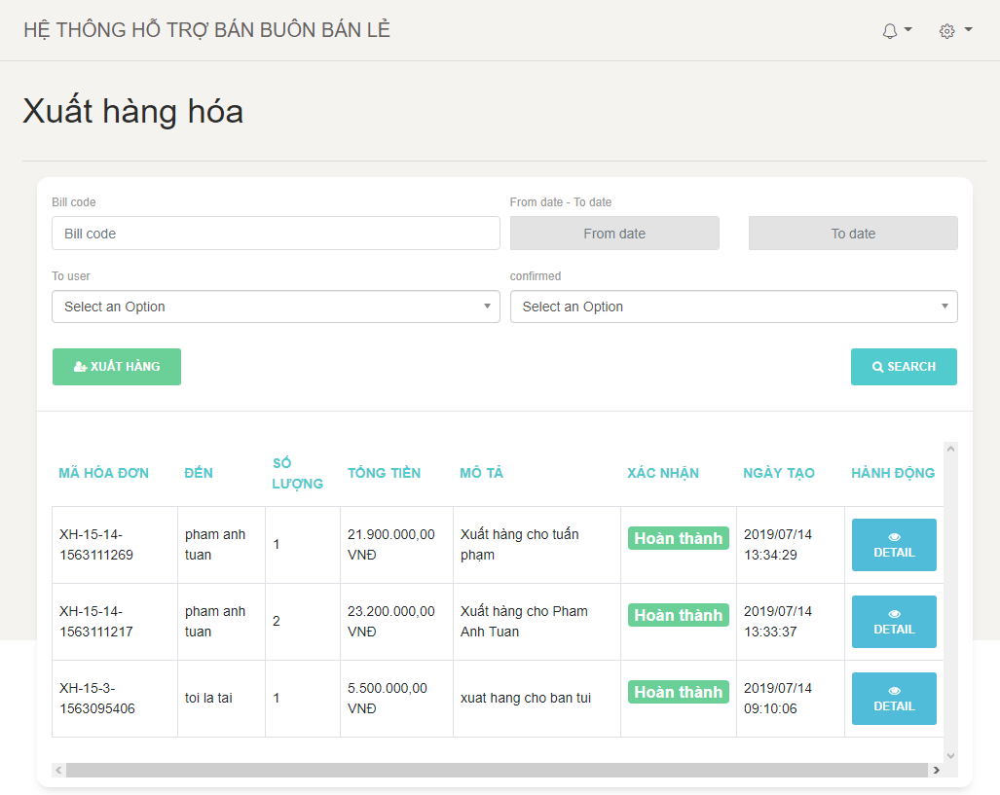 HỆ THỐNG HỖ TRỢ BÁN BUÔN BÁN LẺ
Xuất hàng hóa
Bill code
From date - To date
Bill code
From date
To date
To user
confirmed
Select an Option
Select an Option
XUẤT HÀNG
SEARCH
MÃ HÓA ĐƠN
ĐẾN
SỐ
LƯỢNG
TỔNG TIỀN
MÔ TẢ
XÁC NHẬN
NGÀY TẠO
HÀNH ĐỘNG
XH-15-14-
1563111269
pham anh
tuan
1
21.900.000,00
VNĐ
Xuất hàng cho tuấn
phạm
Hoàn thành
2019/07/14
13:34:29
DETAIL
XH-15-14-
1563111217
pham anh
tuan
2
23.200.000,00
VNĐ
Xuất hàng cho Pham
Anh Tuan
Hoàn thành
2019/07/14
13:33:37
DETAIL
XH-15-3-
1563095406
toi la tai
1
5.500.000,00
VNĐ
xuat hang cho ban tui
Hoàn thành
2019/07/14
09:10:06
DETAIL